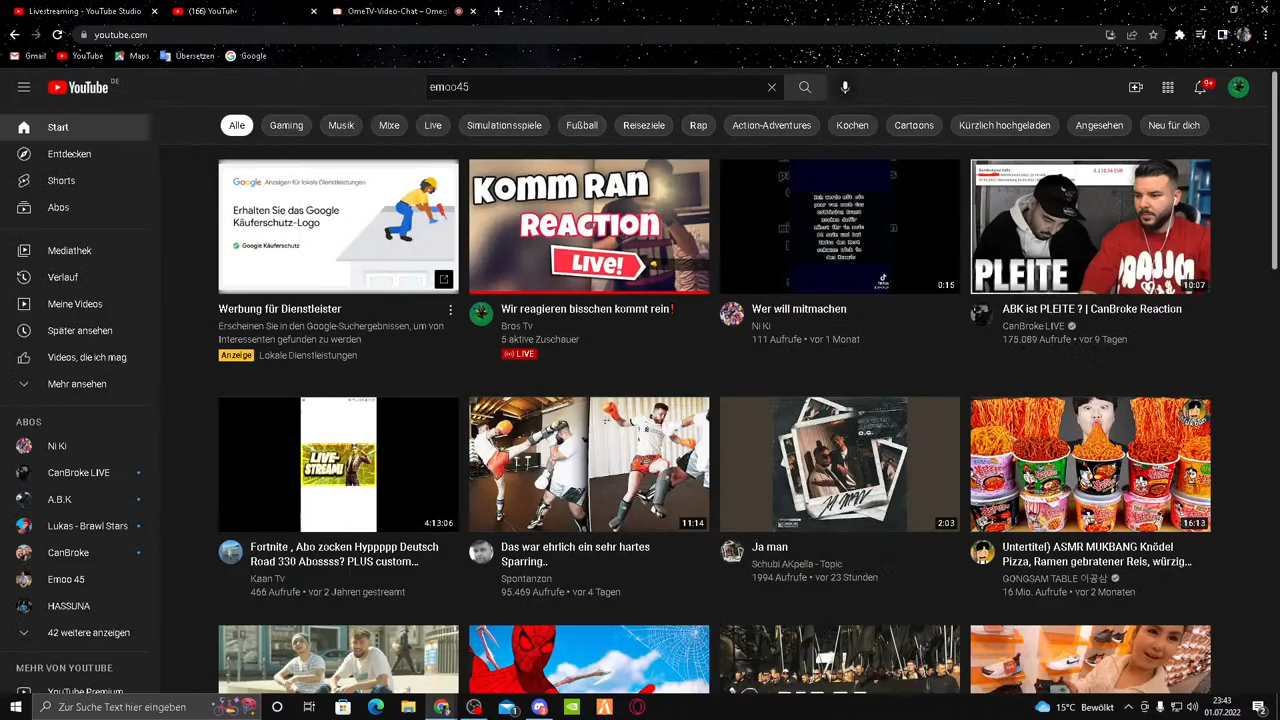 Livestreaming - YouTube Studio
(166) YouTube
OmeTV-Video-Chat – Omeg
youtube.com
Gmail
YouTube
Maps
Übersetzen
Google
YouTube DE
emoo45
9+
Alle
Gaming
Musik
Mixe
Live
Simulationsspiele
Fußball
Reiseziele
Rap
Action-Adventures
Kochen
Cartoons
Kürzlich hochgeladen
Angesehen
Neu für dich
Start
Entdecken
Shorts
Abos
Mediathek
Verlauf
Meine Videos
Später ansehen
Videos, die ich mag
Mehr ansehen
ABOS
Ni Ki
CanBroke LIVE
A.B.K
Lukas - Brawl Stars
CanBroke
Emoo 45
HASSUNA
42 weitere anzeigen
MEHR VON YOUTUBE
YouTube Premium
Google Anzeigen für lokale Dienstleistungen
Erhalten Sie das Google
Käuferschutz-Logo
Google Käuferschutz
Werbung für Dienstleister
Erscheinen Sie in den Google-Suchergebnissen, um von
Interessenten gefunden zu werden
Anzeige Lokale Dienstleistungen
KOMM RAN
REACTION
LIVE!
Wir reagieren bisschen kommt rein!
Bros Tv
5 aktive Zuschauer
LIVE
TikTok
0:15
Wer will mitmachen
Ni Ki
111 Aufrufe • vor 1 Monat
-5.110,56 EUR
PLEITE
10:07
ABK ist PLEITE ? | CanBroke Reaction
CanBroke LIVE
175.089 Aufrufe • vor 9 Tagen
LIVE-
STREAM!
4:13:06
Fortnite , Abo zocken Hyppppp Deutsch
Road 330 Abossss? PLUS custom...
Kaan Tv
466 Aufrufe • vor 2 Jahren gestreamt
11:14
Das war ehrlich ein sehr hartes
Sparring..
Spontanzon
95.469 Aufrufe • vor 4 Tagen
O.G.
JA MAN
2:03
Ja man
Schubi AKpella - Topic
1994 Aufrufe • vor 23 Stunden
16:13
Untertitel) ASMR MUKBANG Knödel
Pizza, Ramen gebratener Reis, würzig...
GONGSAM TABLE 이공삼
16 Mio. Aufrufe • vor 2 Monaten
Zur Suche Text hier eingeben
15°C Bewölkt
23:43
01.07.2022